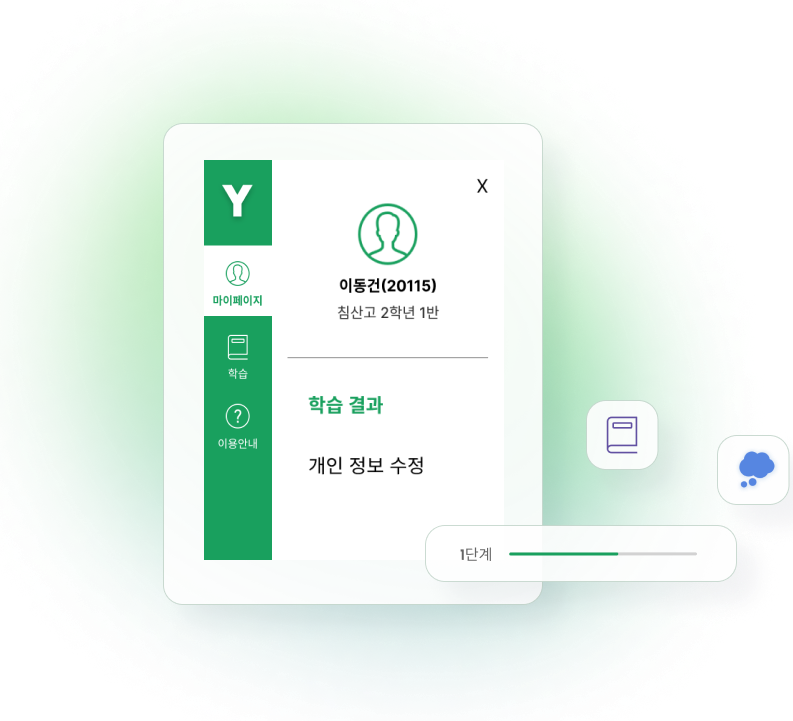 Y
마이페이지
학습
?
이용안내
X
이동건(20115)
침산고 2학년 1반
학습 결과
개인 정보 수정
1단계